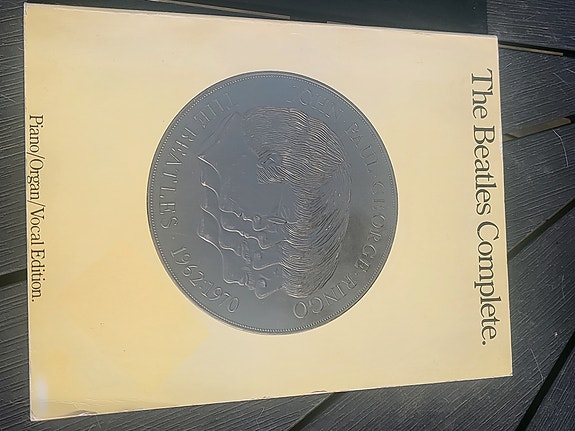 The Beatles Complete.
JOHN·PAUL·GEORGE·RINGO
THE BEATLES·1962-1970
Piano/Organ/Vocal Edition.